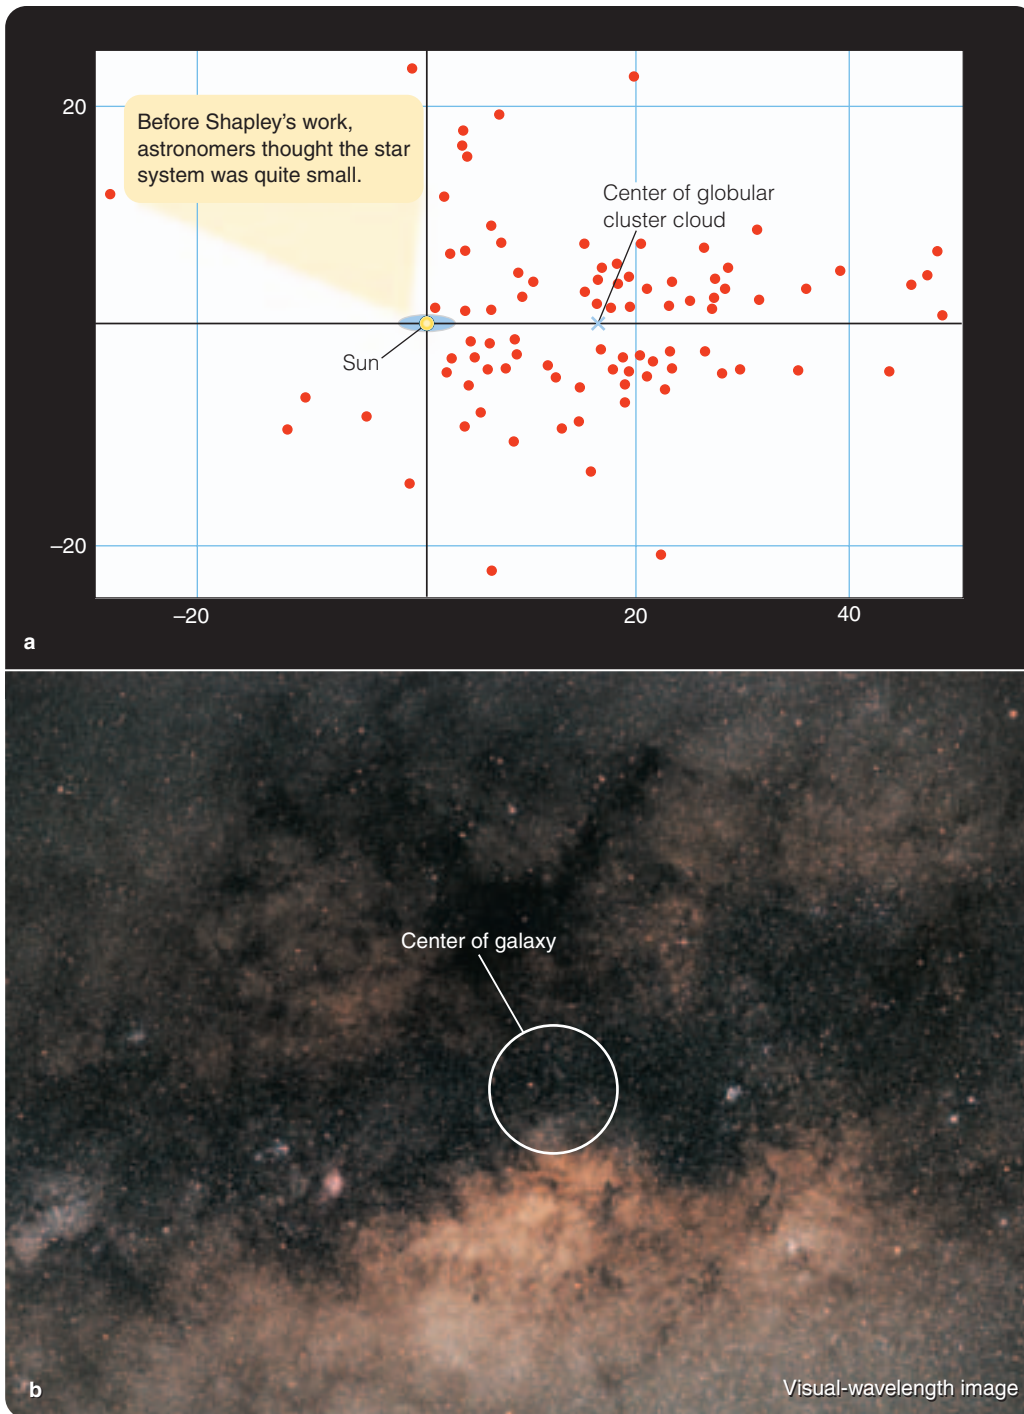 20
Before Shapley’s work,
astronomers thought the star
system was quite small.
Center of globular
cluster cloud
Sun
–20
–20
20
40
a
Center of galaxy
b
Visual-wavelength image